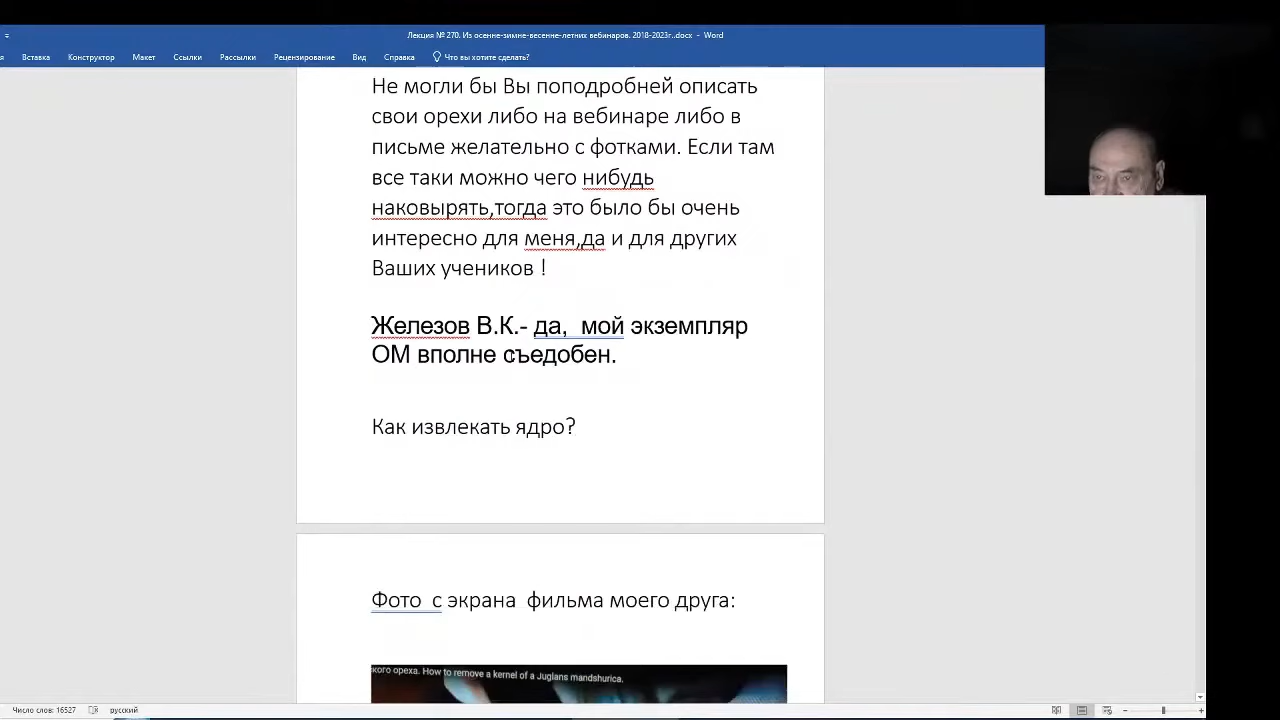 Лекция № 270. Из осенне-зимне-весенне-летних вебинаров. 2018-2023г..docx - Word
я Вставка Конструктор Макет Ссылки Рассылки Рецензирование Вид Справка Что вы хотите сделать?
Не могли бы Вы поподробней описать
свои орехи либо на вебинаре либо в
письме желательно с фотками. Если там
все таки можно чего нибудь
наковырять,тогда это было бы очень
интересно для меня,да и для других
Ваших учеников !
Железов В.К.- да, мой экземпляр
ОМ вполне съедобен.
Как извлекать ядро?
Фото с экрана фильма моего друга:
кого ореха. How to remove a kernel of a Juglans mandshurica.
Число слов: 16527 русский